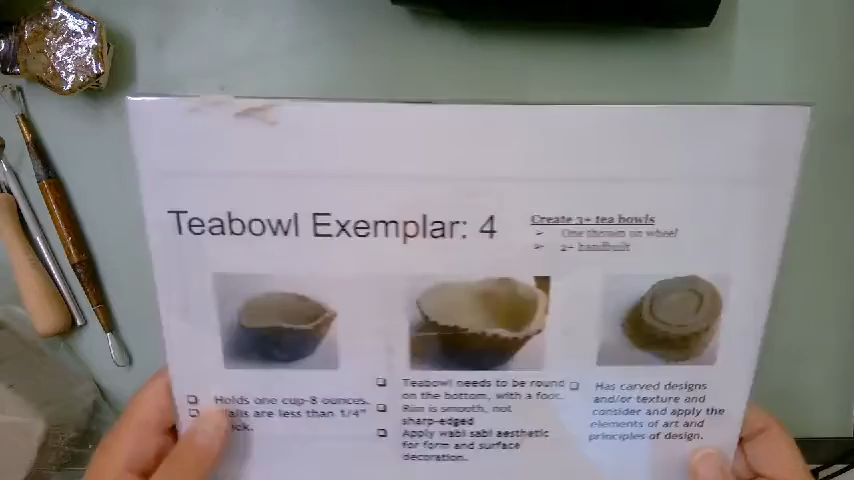 Teabowl Exemplar: 4
Create 3+ tea bowls
➢ One thrown on wheel
➢ 2+ handbuilt
❑ Holds one cup-8 ounces.
❑ Walls are less than 1/4"
❑ Teabowl needs to be round
on the bottom, with a foot.
❑ Rim is smooth, not
sharp-edged
❑ Apply wabi sabi aesthetic
for form and surface
decoration.
❑ Has carved designs
and/or texture and
consider and apply the
elements of art and
principles of design.